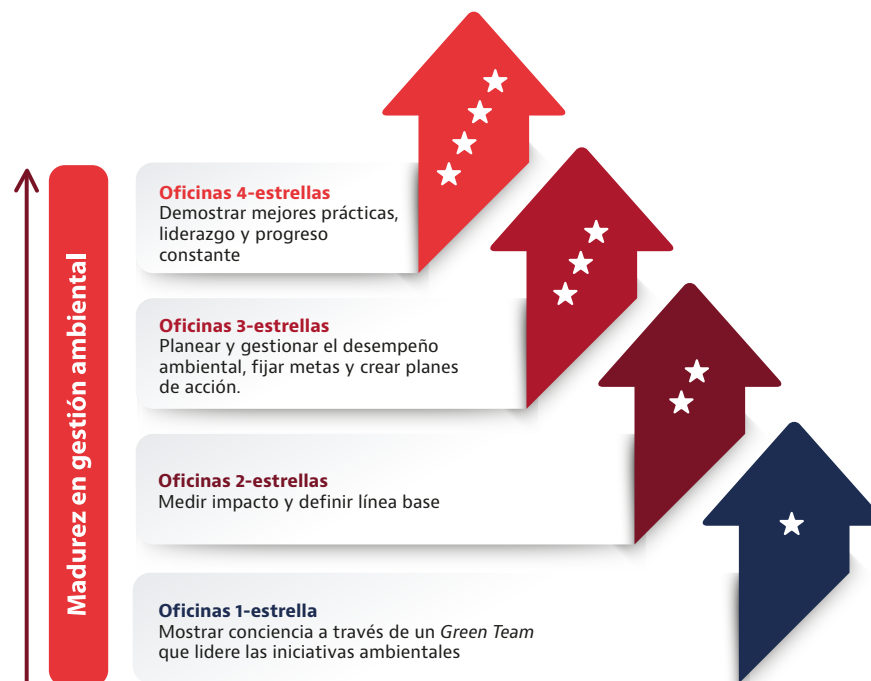 Madurez en gestión ambiental
Oficinas 4-estrellas
Demostrar mejores prácticas,
liderazgo y progreso
constante
Oficinas 3-estrellas
Planear y gestionar el desempeño
ambiental, fijar metas y crear planes
de acción.
Oficinas 2-estrellas
Medir impacto y definir línea base
Oficinas 1-estrella
Mostrar conciencia a través de un Green Team
que lidere las iniciativas ambientales